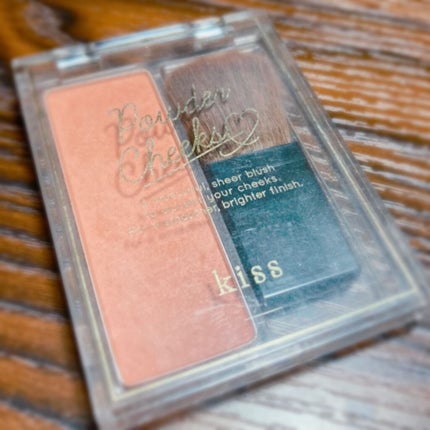 Powder
Cheeks
sheer blush
your cheeks.
brighter finish.
kiss